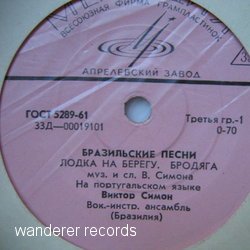 ВСЕСОЮЗНАЯ ФИРМА ГРАМПЛАСТИНОК
АПРЕЛЕВСКИЙ ЗАВОД
ГОСТ 5289-61
33Д—00019101
Третья гр.-1
0-70
БРАЗИЛЬСКИЕ ПЕСНИ
ЛОДКА НА БЕРЕГУ. БРОДЯГА
муз. и сл. В. Симона
На португальском языке
Виктор Симон
Вок.-инстр. ансамбль
(Бразилия)
wanderer records